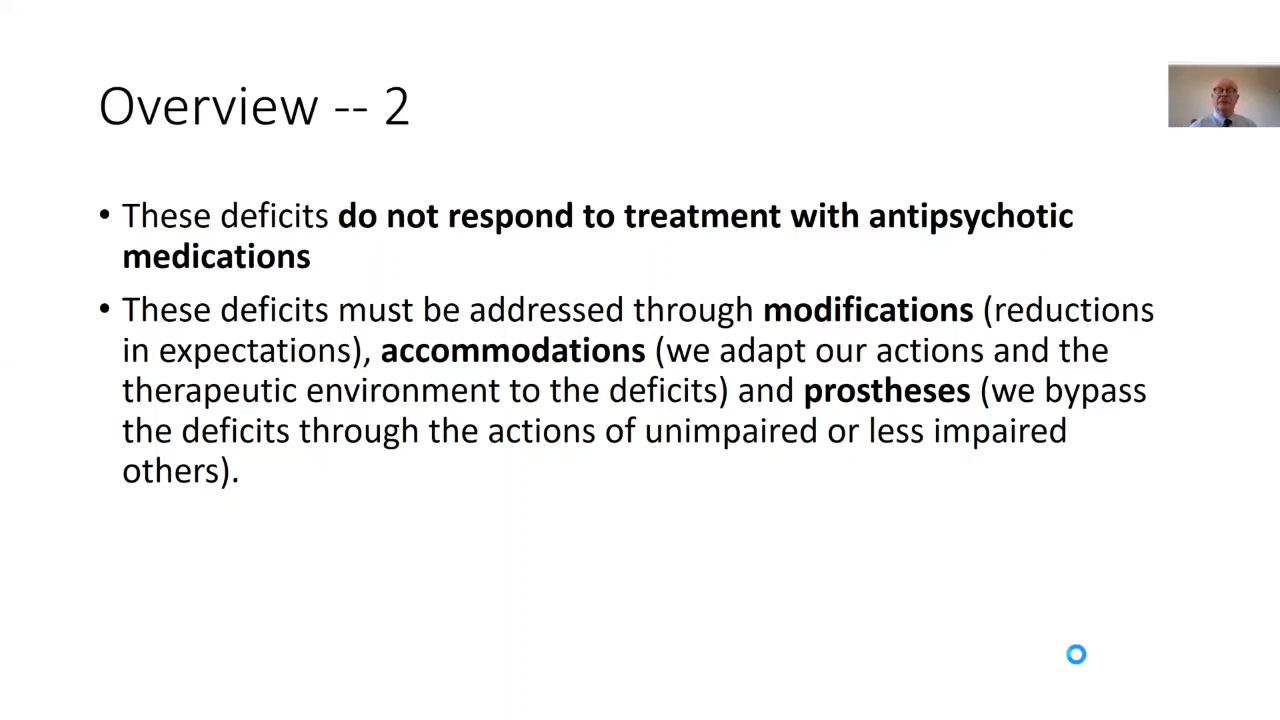 Overview -- 2
• These deficits do not respond to treatment with antipsychotic
medications
• These deficits must be addressed through modifications (reductions
in expectations), accommodations (we adapt our actions and the
therapeutic environment to the deficits) and prostheses (we bypass
the deficits through the actions of unimpaired or less impaired
others).